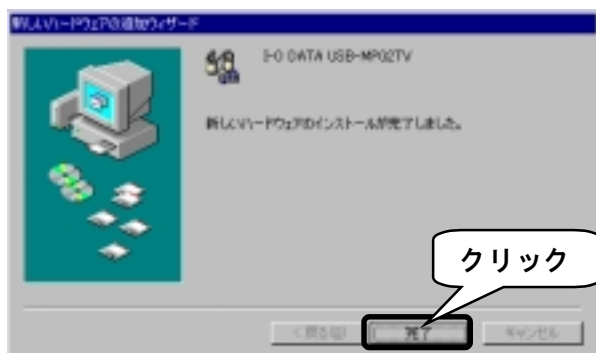 新しいハードウェアの追加ウィザード
I-O DATA USB-MPG2TV
新しいハードウェアのインストールが完了しました。
クリック
< 戻る(B)
完了
キャンセル